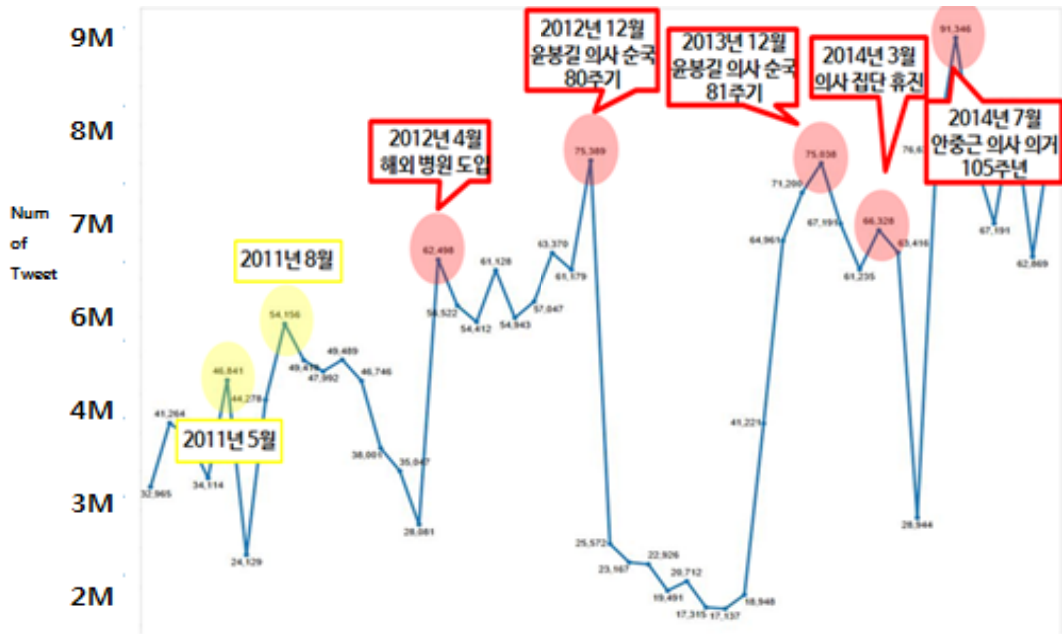 9M
8M
7M
6M
5M
4M
3M
2M
Num
of
Tweet
2011년 5월
2011년 8월
2012년 4월
해외 병원 도입
2012년 12월
윤봉길 의사 순국
80주기
2013년 12월
윤봉길 의사 순국
81주기
2014년 3월
의사 집단 휴진
2014년 7월
안중근 의사 의거
105주년
32,965
41,264
34,114
46,841
24,129
44,278
54,156
47,992
49,489
46,746
38,001
35,047
28,081
62,498
54,412
61,128
54,943
57,047
63,370
61,179
75,389
25,572
23,167
22,926
19,491
20,712
17,315
17,137
18,948
41,221
64,961
71,200
75,038
67,191
61,235
66,328
63,416
28,944
91,346
67,191
62,869